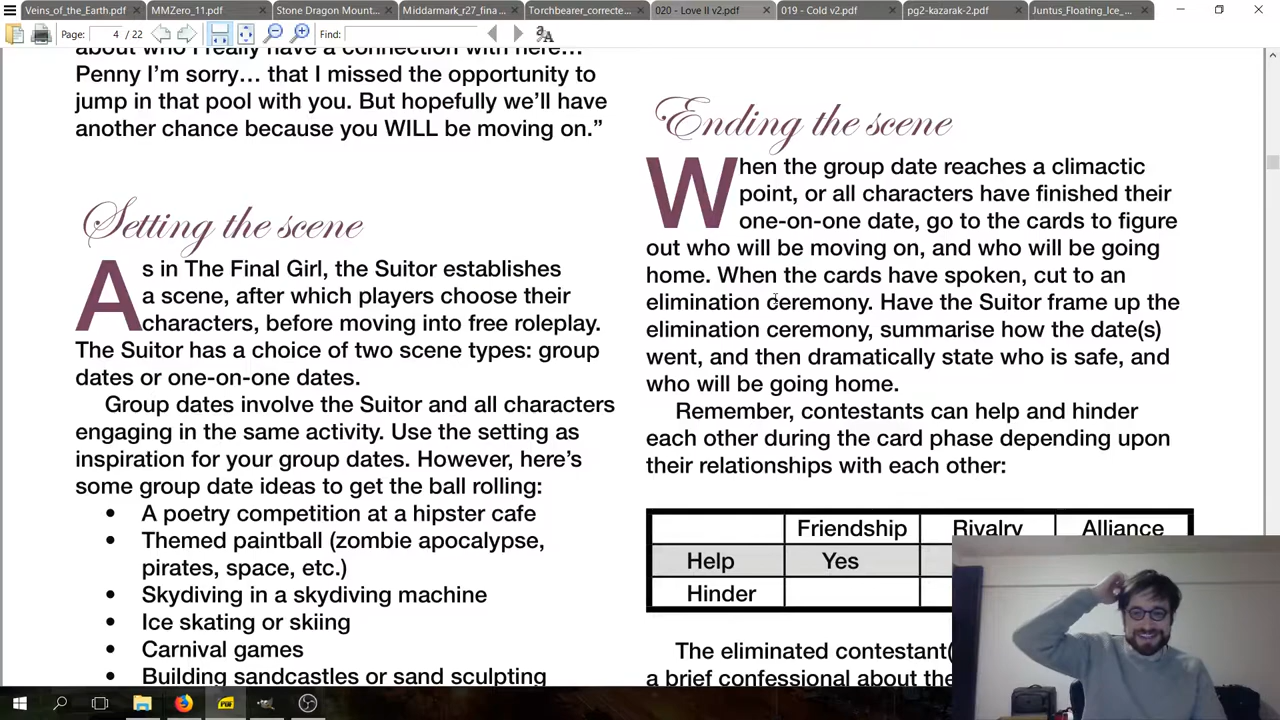 Veins_of_the_Earth.pdf
MMZero_11.pdf
Stone Dragon Mount...
Middarmark_r27_fina...
Torchbearer_correcte...
020 - Love II v2.pdf
019 - Cold v2.pdf
pg2-kazarak-2.pdf
Juntus_Floating_Ice_...
Page: 4 / 22
Find:
about who I really have a connection with here…
Penny I’m sorry… that I missed the opportunity to
jump in that pool with you. But hopefully we’ll have
another chance because you WILL be moving on.”
Setting the scene
As in The Final Girl, the Suitor establishes
a scene, after which players choose their
characters, before moving into free roleplay.
The Suitor has a choice of two scene types: group
dates or one-on-one dates.
Group dates involve the Suitor and all characters
engaging in the same activity. Use the setting as
inspiration for your group dates. However, here’s
some group date ideas to get the ball rolling:
• A poetry competition at a hipster cafe
• Themed paintball (zombie apocalypse,
pirates, space, etc.)
• Skydiving in a skydiving machine
• Ice skating or skiing
• Carnival games
• Building sandcastles or sand sculpting
Ending the scene
When the group date reaches a climactic
point, or all characters have finished their
one-on-one date, go to the cards to figure
out who will be moving on, and who will be going
home. When the cards have spoken, cut to an
elimination ceremony. Have the Suitor frame up the
elimination ceremony, summarise how the date(s)
went, and then dramatically state who is safe, and
who will be going home.
Remember, contestants can help and hinder
each other during the card phase depending upon
their relationships with each other:
Friendship Rivalry Alliance
Help Yes
Hinder
The eliminated contestant(
a brief confessional about the